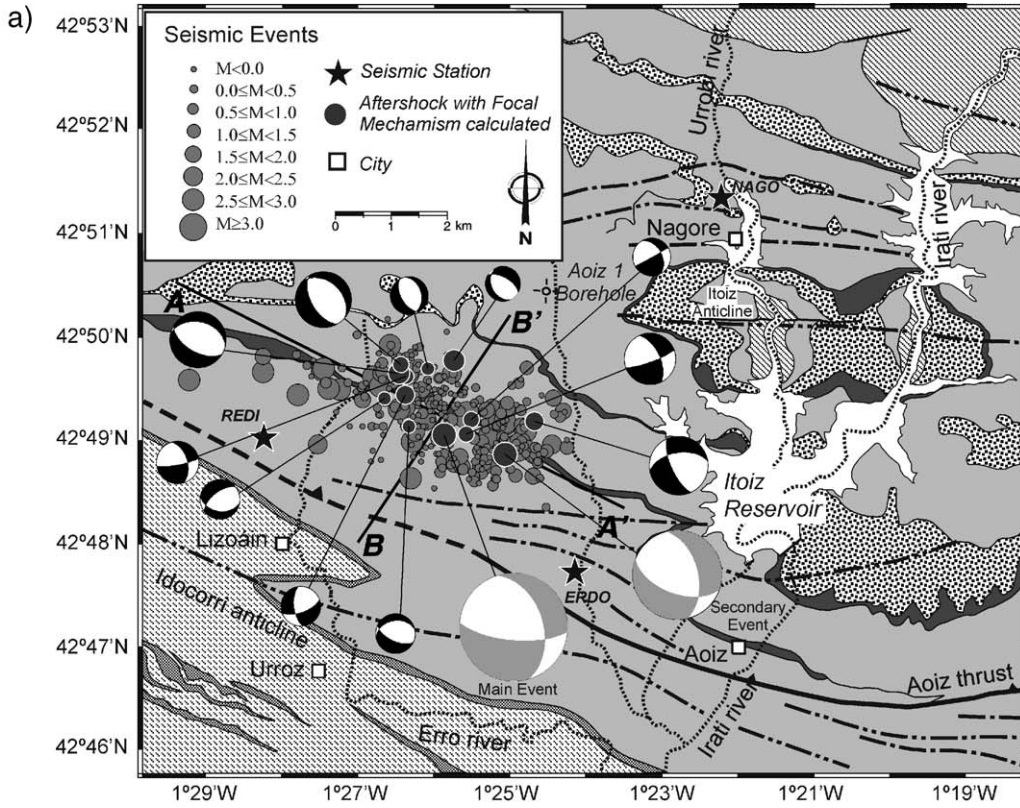 a)
42°53'N
42°52'N
42°51'N
42°50'N
42°49'N
42°48'N
42°47'N
42°46'N
Seismic Events
M<0.0
0.0≤M<0.5
0.5≤M<1.0
1.0≤M<1.5
1.5≤M<2.0
2.0≤M<2.5
2.5≤M<3.0
M≥3.0
Seismic Station
Aftershock with Focal
Mechamism calculated
City
0 km 1 2
N
Urrobi river
Irati river
NAGO
Nagore
Aoiz 1
Borehole
Itoiz
Anticline
A
B'
REDI
Itoiz
Reservoir
A'
B
Lizoáin
Idocorri anticline
ERDO
Secondary
Event
Urroz
Main Event
Aoiz
Aoiz thrust
Erro river
Irati river
1°29'W
1°27'W
1°25'W
1°23'W
1°21'W
1°19'W